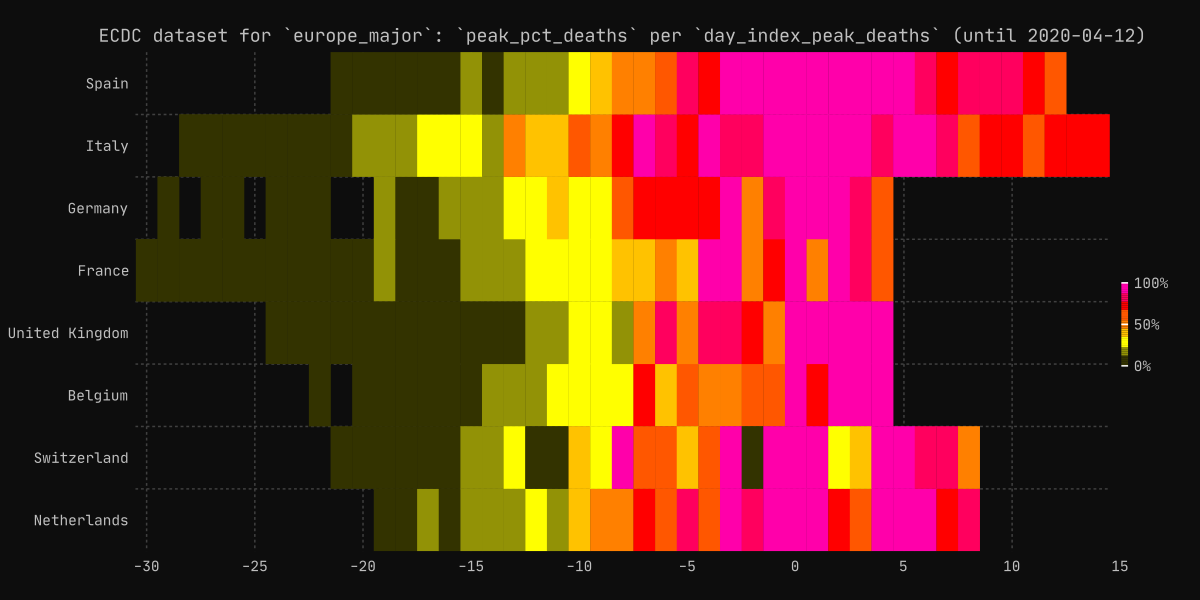 ECDC dataset for `europe_major`: `peak_pct_deaths` per `day_index_peak_deaths` (until 2020-04-12)
Spain
Italy
Germany
France
United Kingdom
Belgium
Switzerland
Netherlands
100%
50%
0%
−30 −25 −20 −15 −10 −5 0 5 10 15